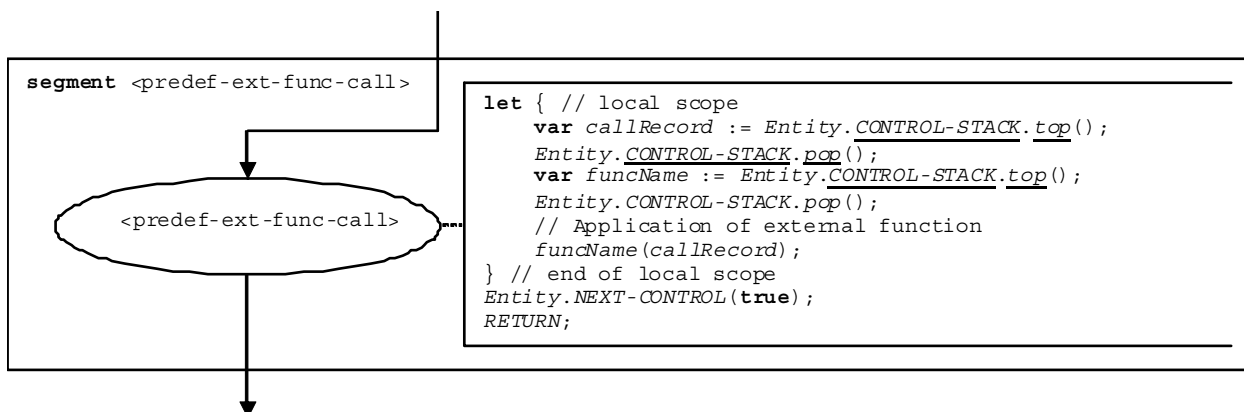 segment <predef-ext-func-call>
let { // local scope
var callRecord := Entity.CONTROL-STACK.top();
Entity.CONTROL-STACK.pop();
var funcName := Entity.CONTROL-STACK.top();
Entity.CONTROL-STACK.pop();
// Application of external function
funcName(callRecord);
} // end of local scope
Entity.NEXT-CONTROL(true);
RETURN;
<predef-ext-func-call>